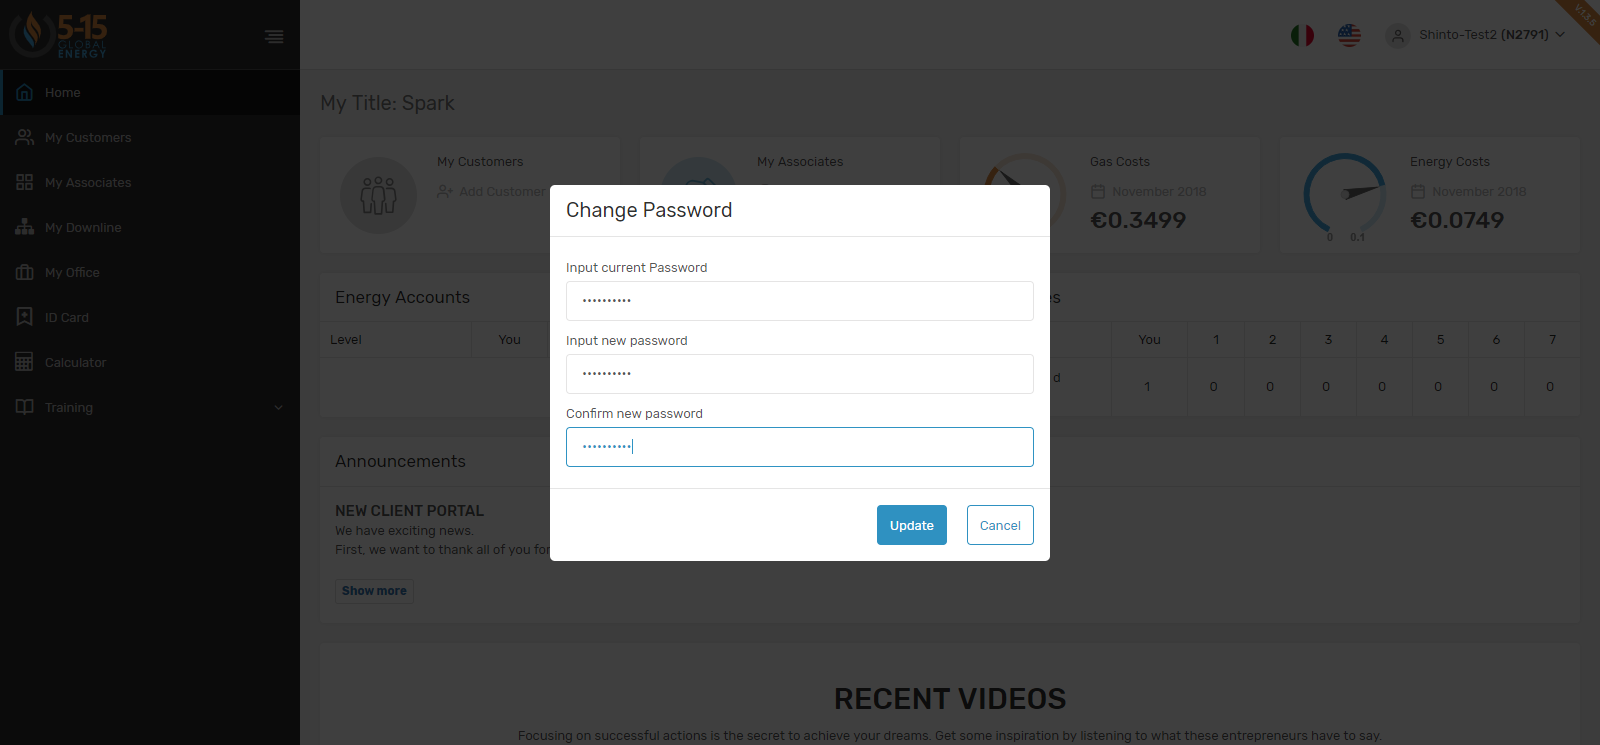 5-15
GLOBAL
ENERGY
V.1.3.5
Shinto-Test2 (N2791)
Home
My Customers
My Associates
My Downline
My Office
ID Card
Calculator
Training
My Title: Spark
My Customers
Add Customer
My Associates
Gas Costs
November 2018
€0.3499
Energy Costs
November 2018
€0.0749
0 0.1
Change Password
Input current Password
••••••••••
Input new password
••••••••••
Confirm new password
••••••••••
Update
Cancel
Energy Accounts
Level You
You 1 2 3 4 5 6 7
d
1 0 0 0 0 0 0 0
Announcements
NEW CLIENT PORTAL
We have exciting news.
First, we want to thank all of you for
Show more
RECENT VIDEOS
Focusing on successful actions is the secret to achieve your dreams. Get some inspiration by listening to what these entrepreneurs have to say.